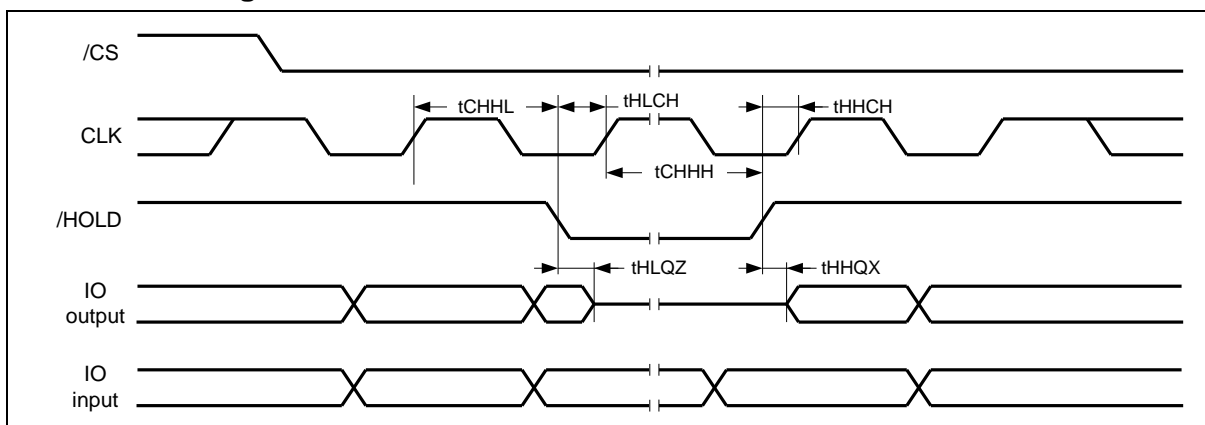 /CS
tCHHL
tHLCH
tHHCH
CLK
tCHHH
/HOLD
tHLQZ
tHHQX
IO
output
IO
input